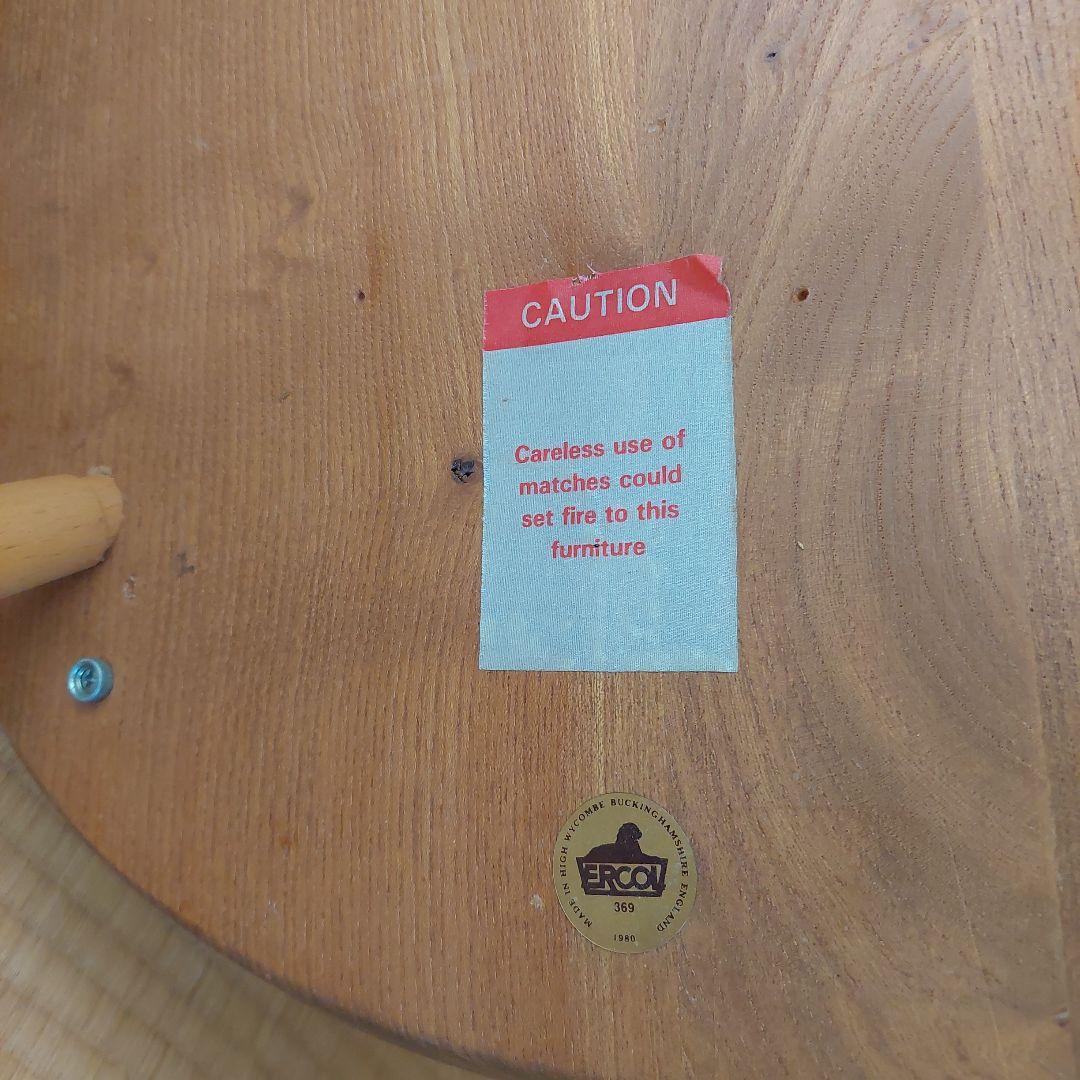 CAUTION
Careless use of
matches could
set fire to this
furniture
MADE IN HIGH WYCOMBE BUCKINGHAMSHIRE ENGLAND
ERCOL
369
1980